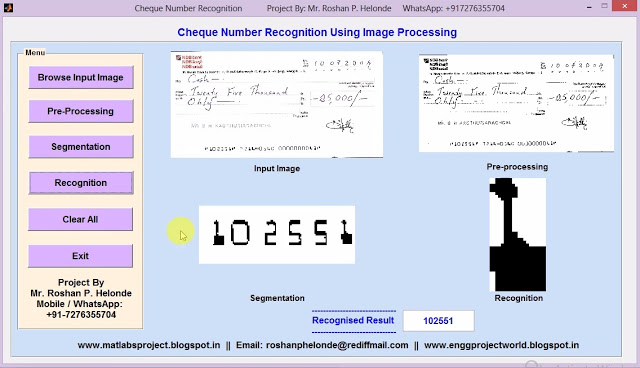 Cheque Number Recognition Project By: Mr. Roshan P. Helonde WhatsApp: +917276355704
Cheque Number Recognition Using Image Processing
Menu
Browse Input Image
Pre-Processing
Segmentation
Recognition
Clear All
Exit
Project By
Mr. Roshan P. Helonde
Mobile / WhatsApp:
+91-7276355704
Cash
Twenty Five Thousand
Only
25,000/-
Input Image
Cash
Twenty Five Thousand
Only
25,000/-
Pre-processing
102551
Segmentation
Recognition
Recognised Result 102551
www.matlabsproject.blogspot.in || Email: roshanphelonde@rediffmail.com || www.enggprojectworld.blogspot.in